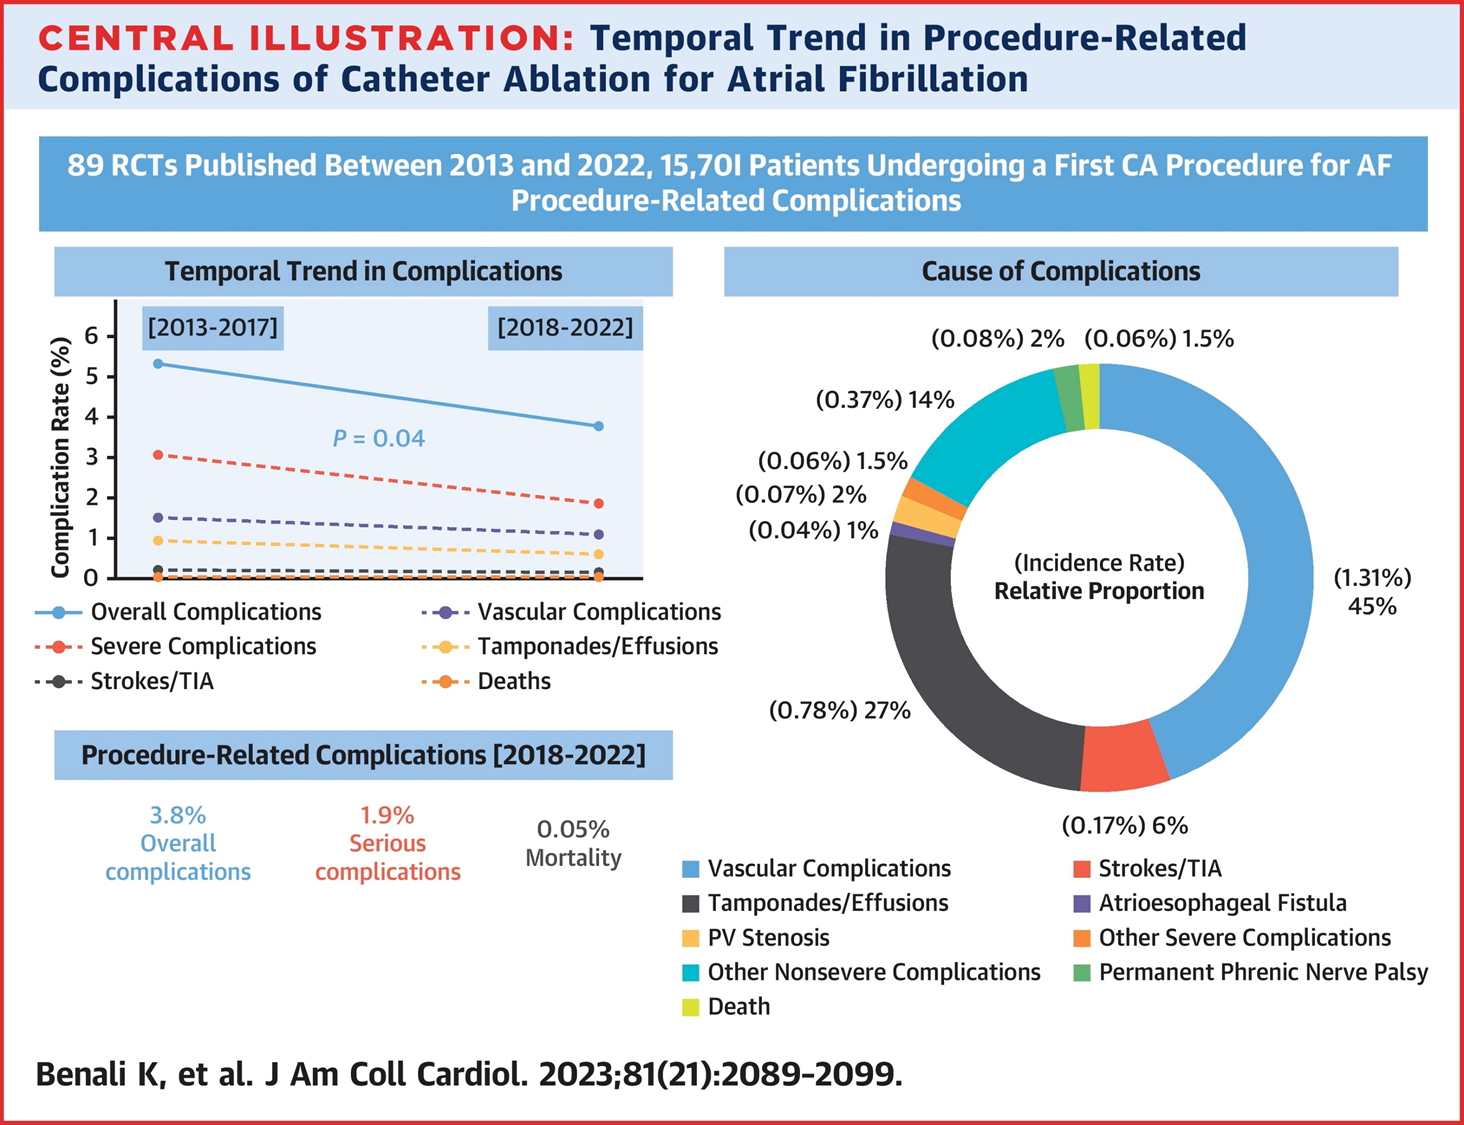 CENTRAL ILLUSTRATION: Temporal Trend in Procedure-Related
Complications of Catheter Ablation for Atrial Fibrillation
89 RCTs Published Between 2013 and 2022, 15,70I Patients Undergoing a First CA Procedure for AF
Procedure-Related Complications
Temporal Trend in Complications
Complication Rate (%)
6
5
4
3
2
1
0
[2013-2017]
[2018-2022]
P = 0.04
Overall Complications
Severe Complications
Strokes/TIA
Vascular Complications
Tamponades/Effusions
Deaths
Procedure-Related Complications [2018-2022]
3.8%
Overall
complications
1.9%
Serious
complications
0.05%
Mortality
Cause of Complications
(0.08%) 2%
(0.06%) 1.5%
(0.37%) 14%
(0.06%) 1.5%
(0.07%) 2%
(0.04%) 1%
(Incidence Rate)
Relative Proportion
(1.31%)
45%
(0.78%) 27%
(0.17%) 6%
Vascular Complications
Strokes/TIA
Tamponades/Effusions
Atrioesophageal Fistula
PV Stenosis
Other Severe Complications
Other Nonsevere Complications
Permanent Phrenic Nerve Palsy
Death
Benali K, et al. J Am Coll Cardiol. 2023;81(21):2089–2099.